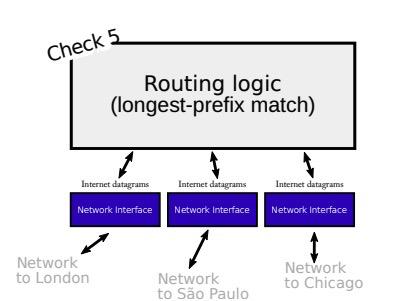 Check 5
Routing logic
(longest-prefix match)
Internet datagrams Internet datagrams Internet datagrams
Network Interface Network Interface Network Interface
Network
to London
Network
to São Paulo
Network
to Chicago